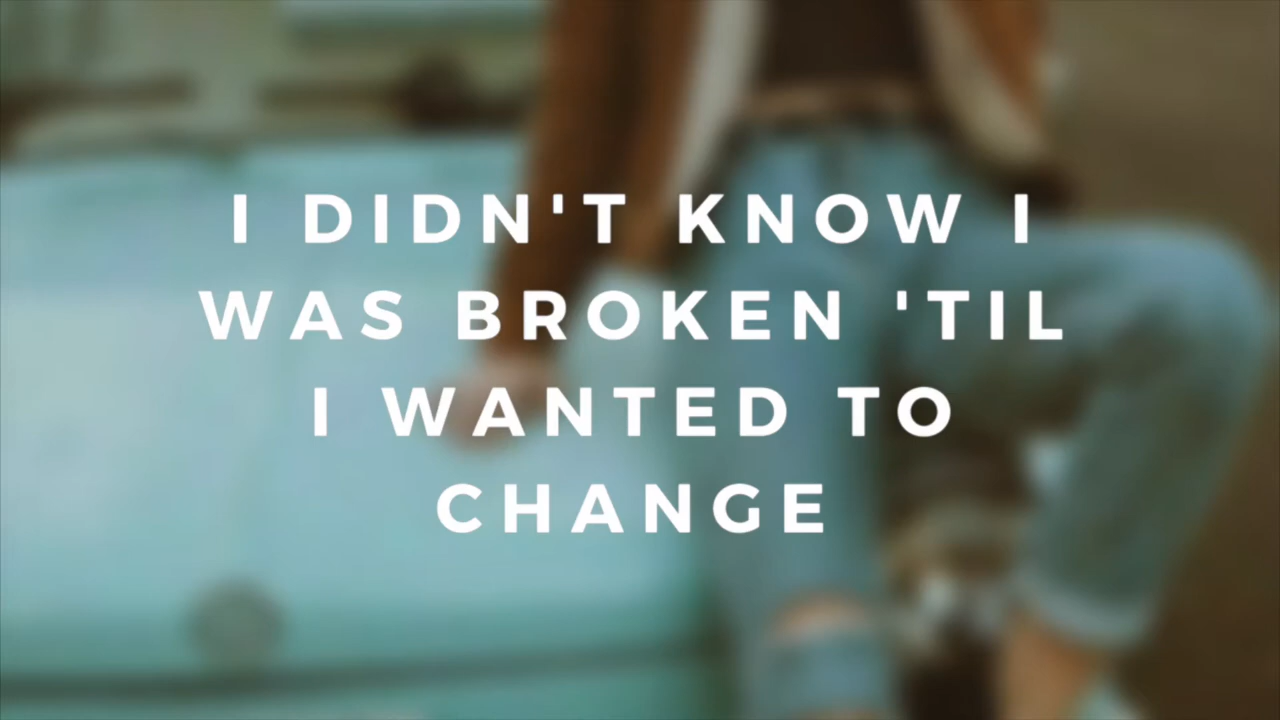 I DIDN'T KNOW I
WAS BROKEN 'TIL
I WANTED TO
CHANGE